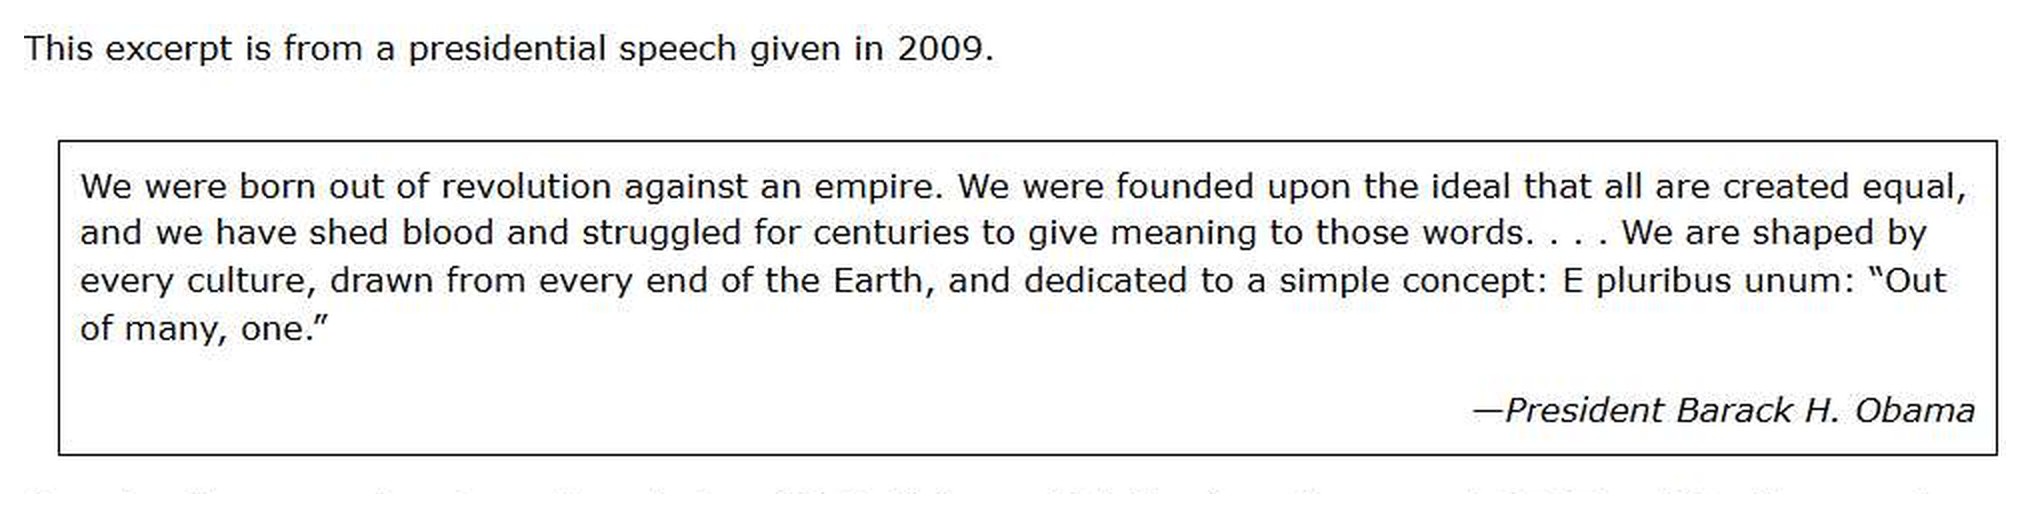 This excerpt is from a presidential speech given in 2009.
We were born out of revolution against an empire. We were founded upon the ideal that all are created equal,
and we have shed blood and struggled for centuries to give meaning to those words. . . . We are shaped by
every culture, drawn from every end of the Earth, and dedicated to a simple concept: E pluribus unum: “Out
of many, one.”
—President Barack H. Obama